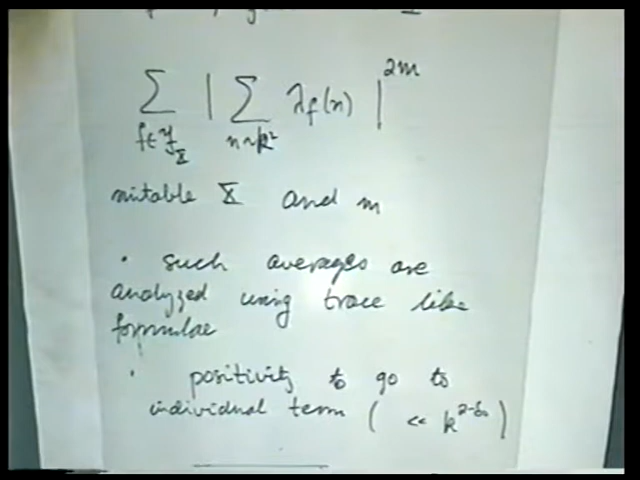 ∑ | ∑ λ_f(n) |^{2m}
f∈𝓕_X n~k²
suitable X and m
• such averages are
analyzed using trace like
formulae
• positivity to go to
individual term ( << k^{2-δ₀} )